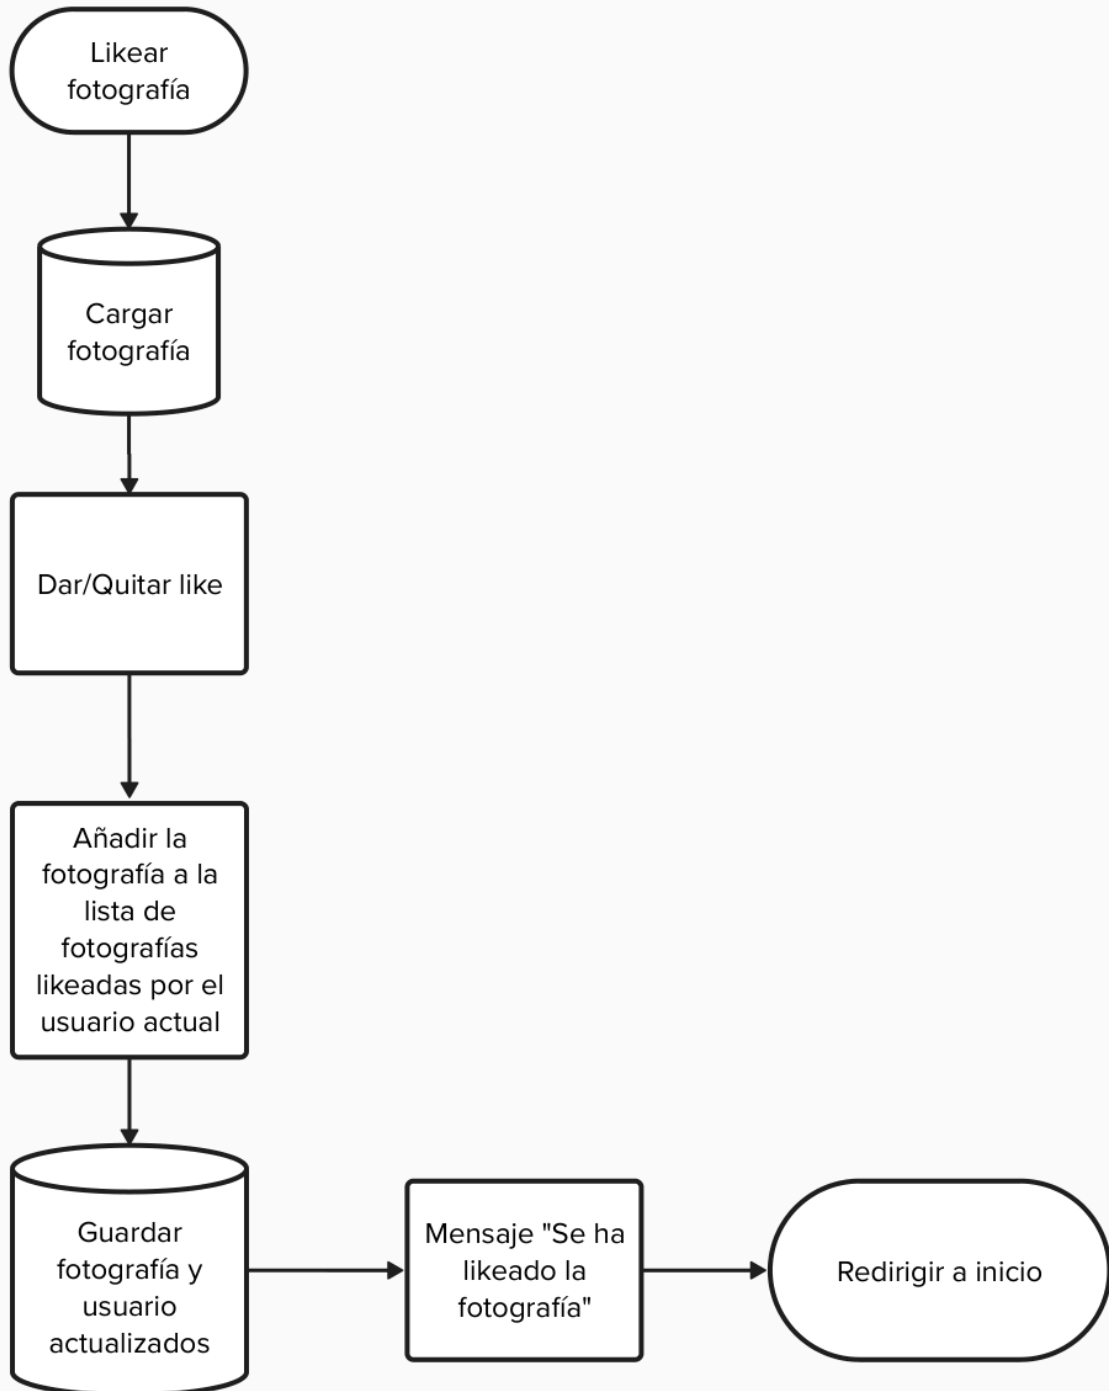 Likear
fotografía
Cargar
fotografía
Dar/Quitar like
Añadir la
fotografía a la
lista de
fotografías
likeadas por el
usuario actual
Guardar
fotografía y
usuario
actualizados
Mensaje "Se ha
likeado la
fotografía"
Redirigir a inicio